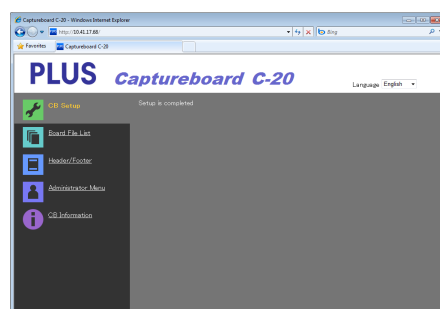 Captureboard C-20 - Windows Internet Explorer
http://10.41.17.68/
Bing
Favorites
Captureboard C-20
PLUS Captureboard C-20
Language English
CB Setup
Setup is completed
Board File List
Header/Footer
Administrator Menu
CB Information